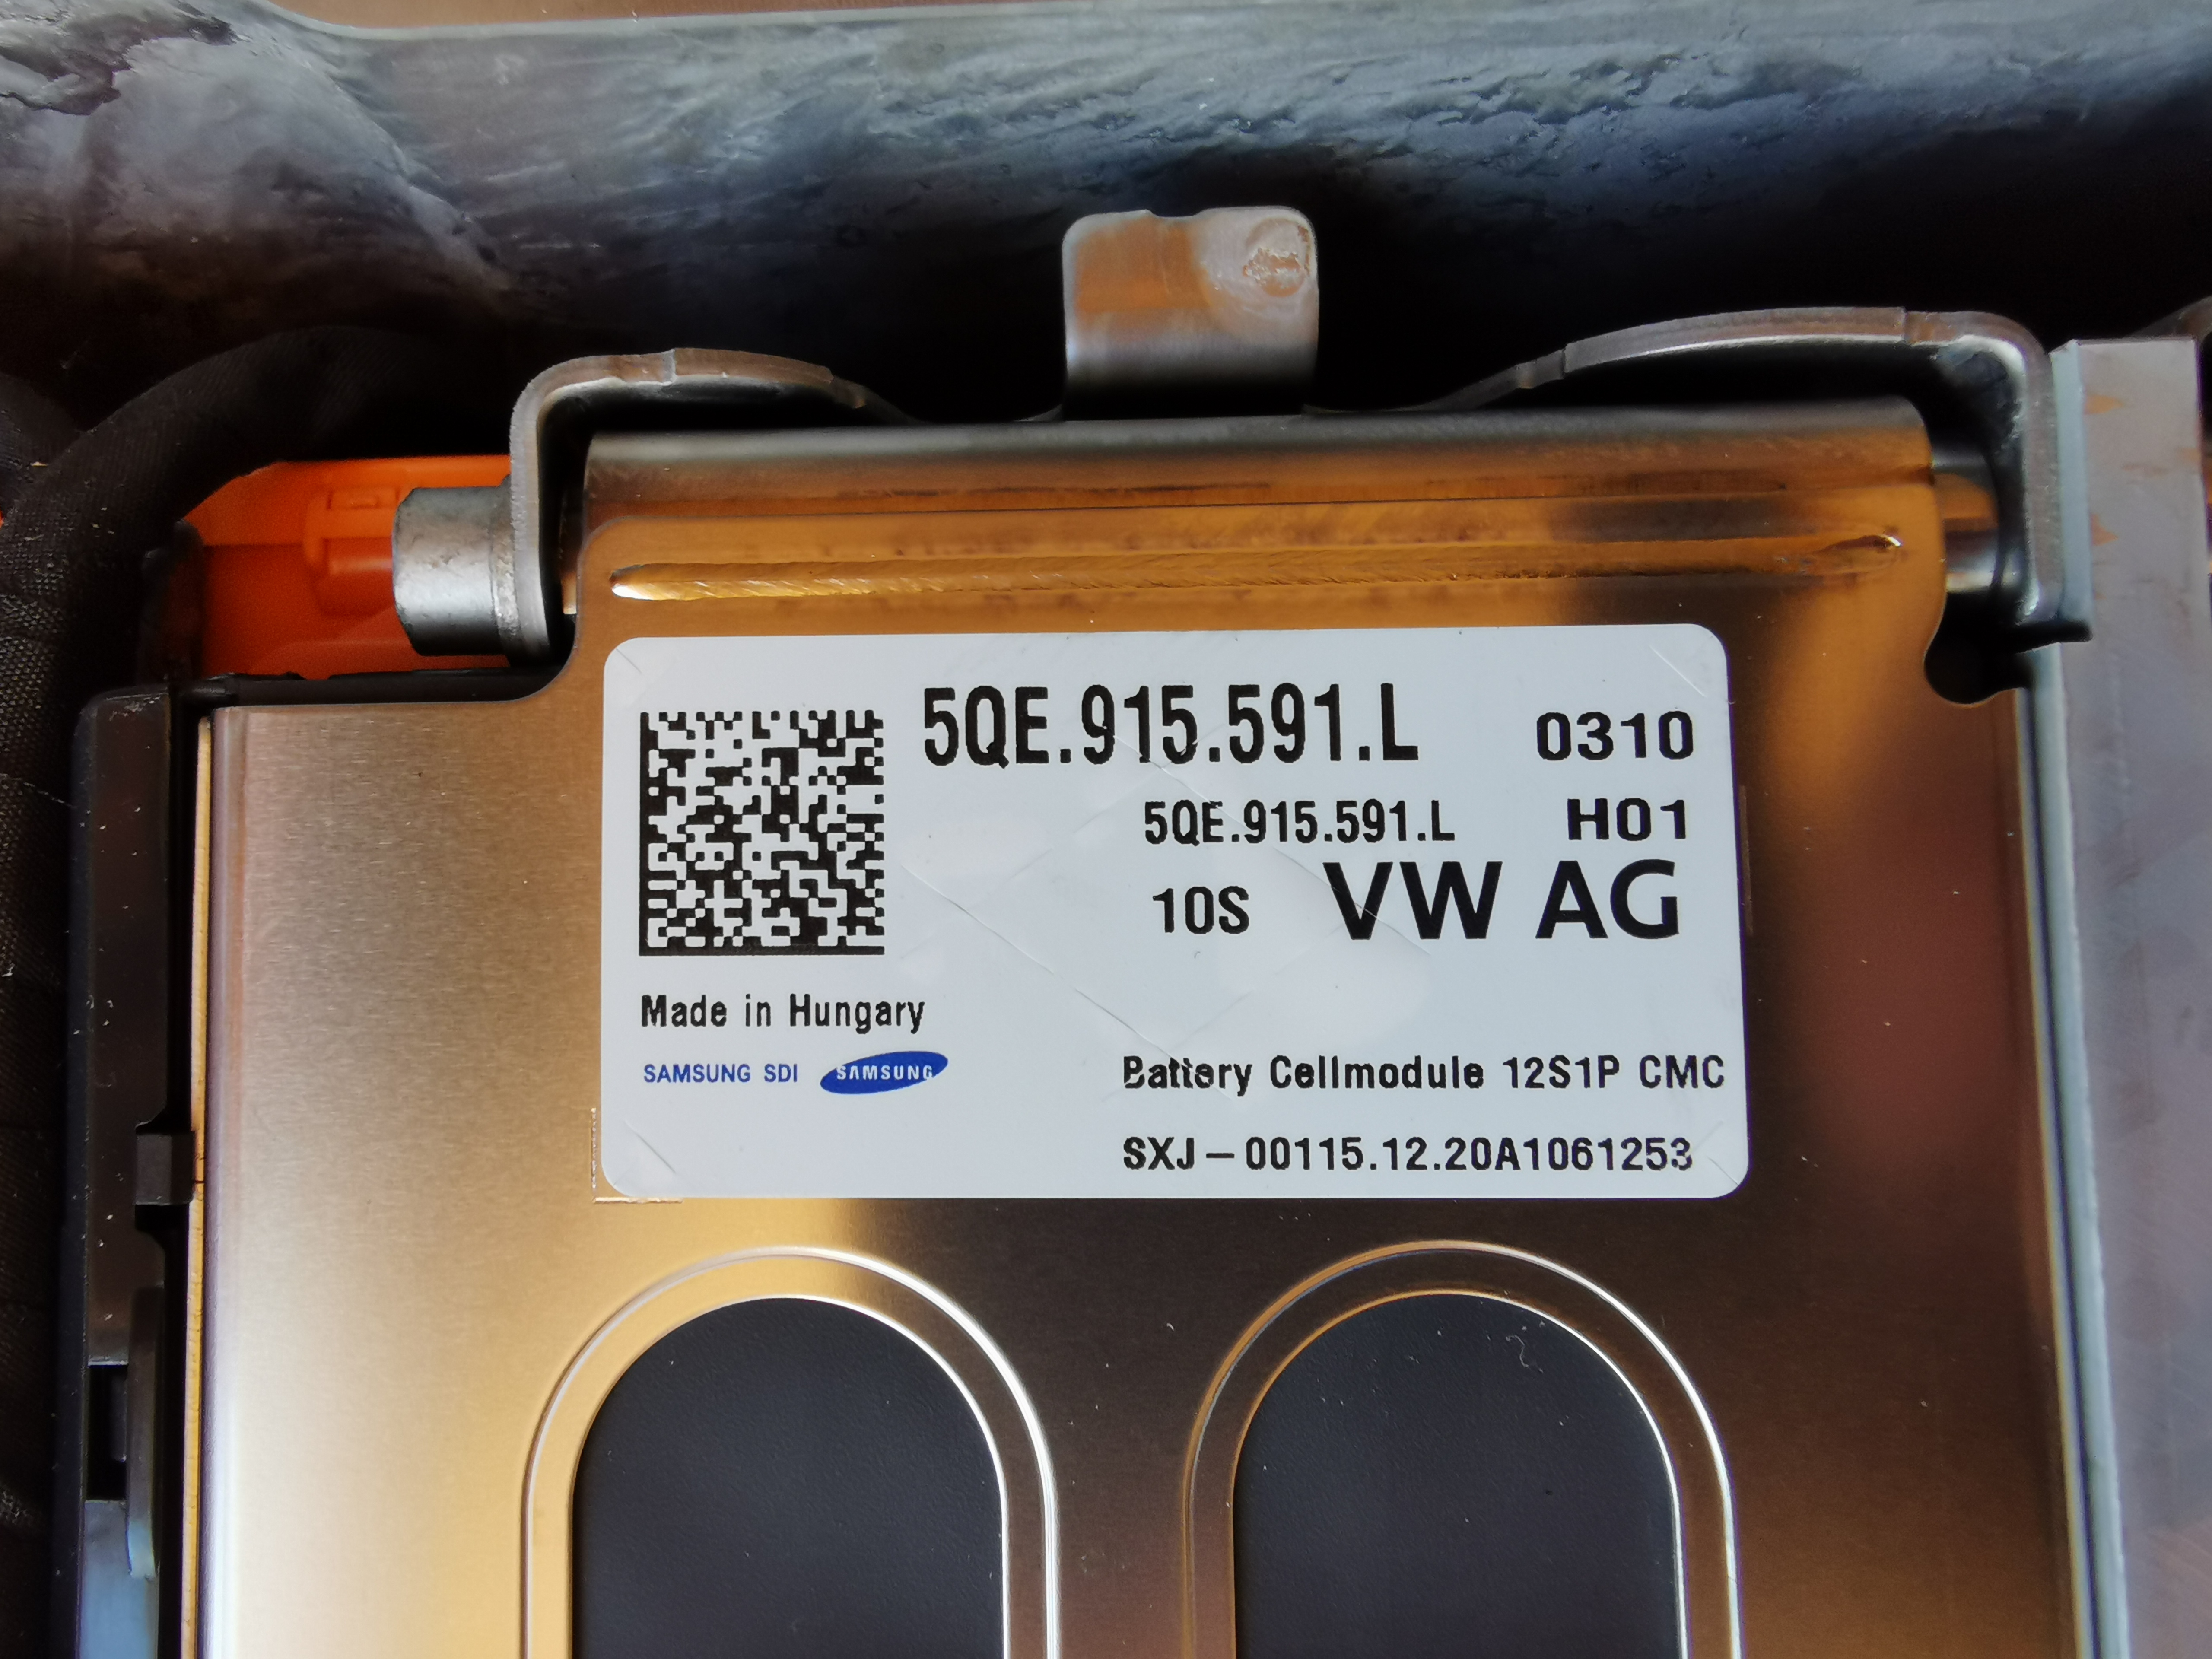 5QE.915.591.L 0310
5QE.915.591.L H01
10S VW AG
Made in Hungary
SAMSUNG SDI SAMSUNG
Battery Cellmodule 12S1P CMC
SXJ-00115.12.20A1061253